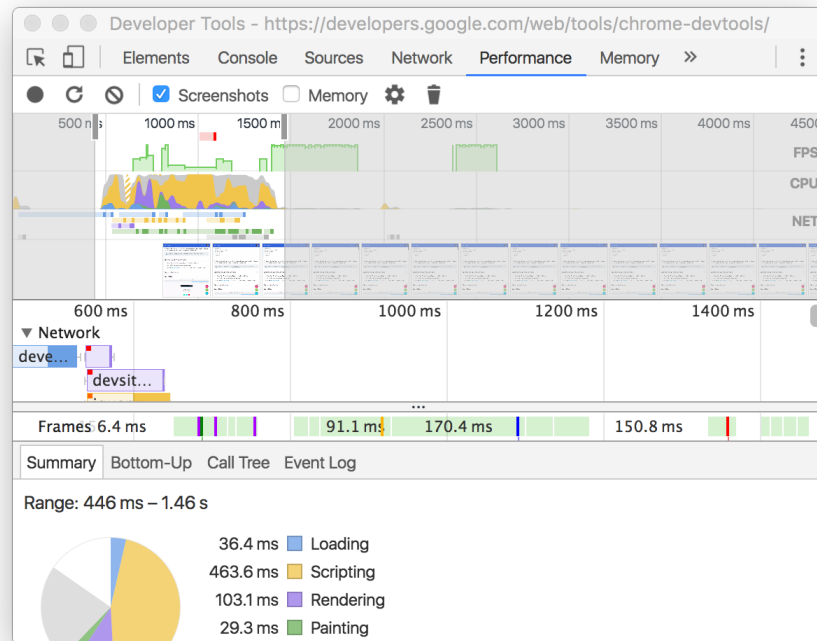 Developer Tools - https://developers.google.com/web/tools/chrome-devtools/
Elements Console Sources Network Performance Memory »
Screenshots Memory
500 ms 1000 ms 1500 m 2000 ms 2500 ms 3000 ms 3500 ms 4000 ms 4500
FPS
CPU
NET
600 ms 800 ms 1000 ms 1200 ms 1400 ms
▼ Network
deve...
devsit...
Frames 6.4 ms 91.1 ms 170.4 ms 150.8 ms
Summary Bottom-Up Call Tree Event Log
Range: 446 ms – 1.46 s
36.4 ms Loading
463.6 ms Scripting
103.1 ms Rendering
29.3 ms Painting